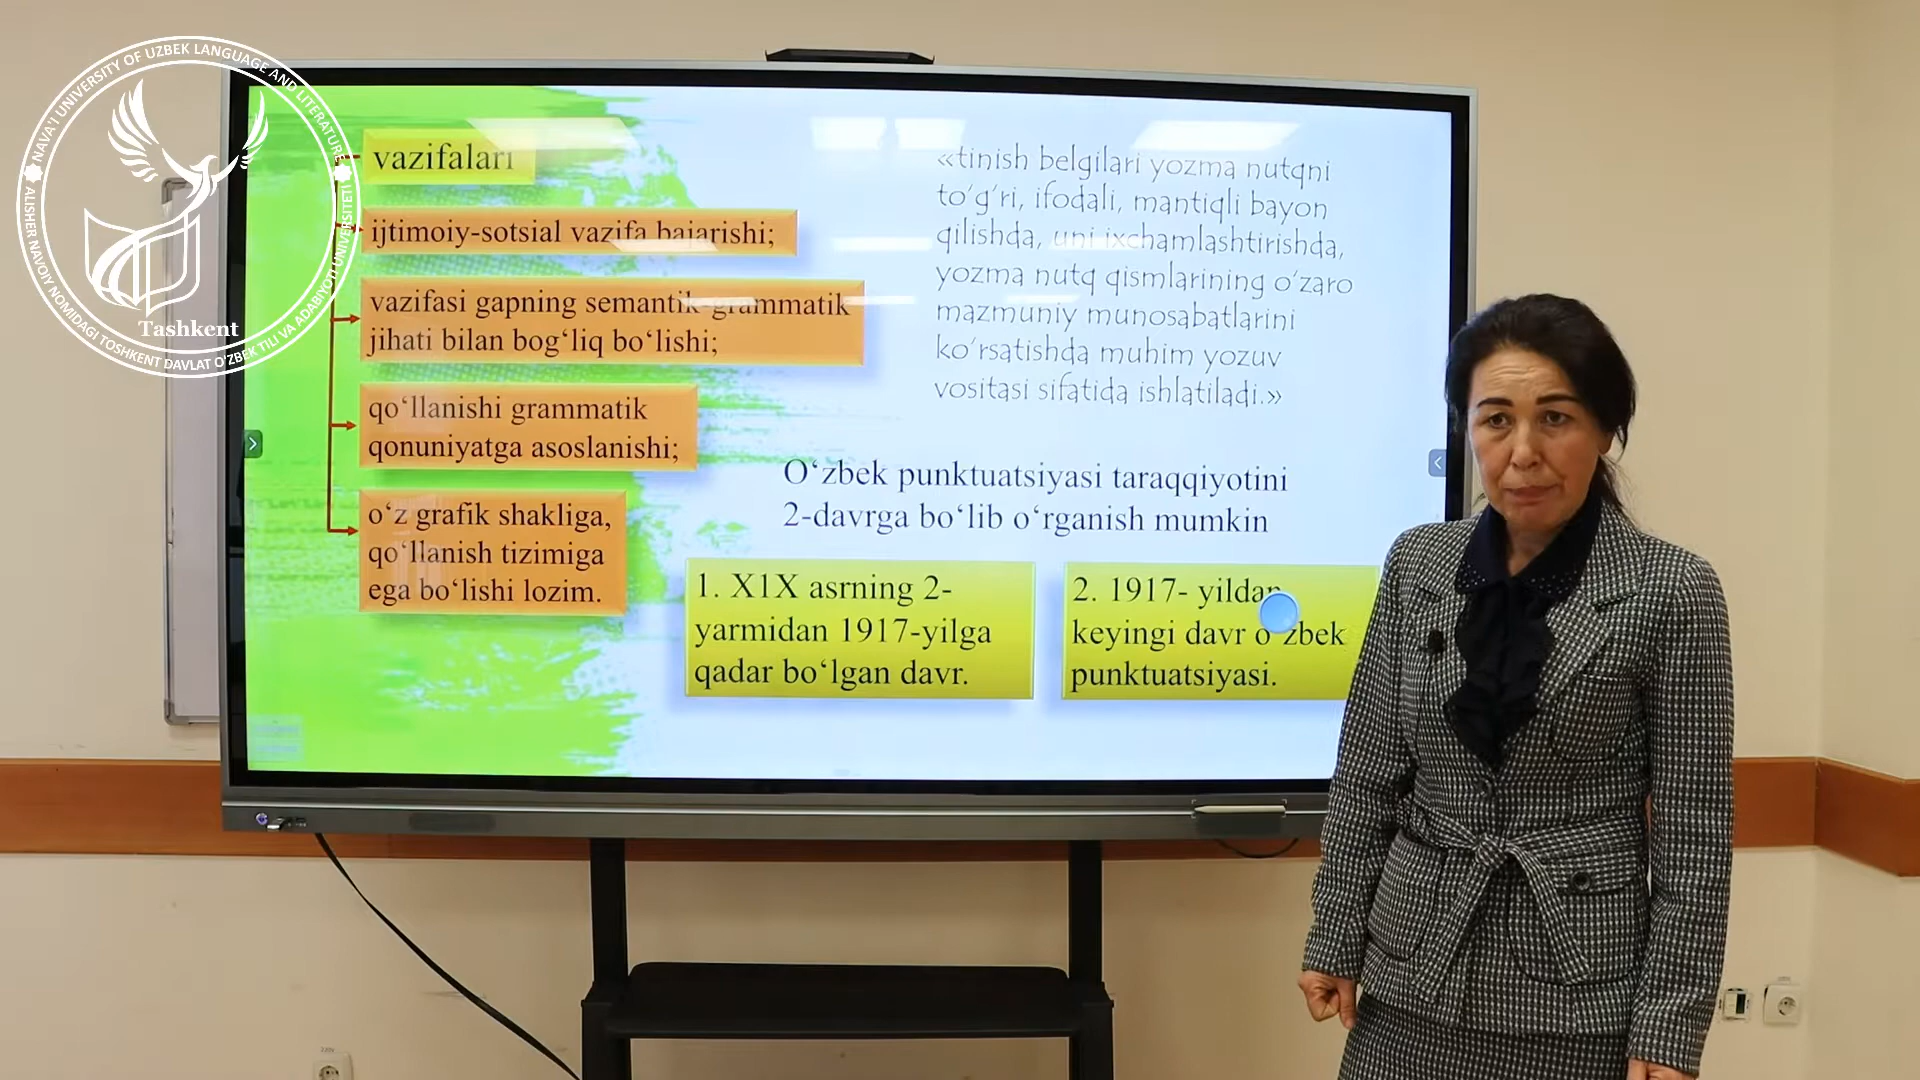 NAVA'I UNIVERSITY OF UZBEK LANGUAGE AND LITERATURE
ALISHER NAVOIY NOMIDAGI TOSHKENT DAVLAT O'ZBEK TILI VA ADABIYOTI UNIVERSITETI
Tashkent
vazifalari
ijtimoiy-sotsial vazifa bajarishi;
vazifasi gapning semantik-grammatik
jihati bilan bog‘liq bo‘lishi;
qo‘llanishi grammatik
qonuniyatga asoslanishi;
o‘z grafik shakliga,
qo‘llanish tizimiga
ega bo‘lishi lozim.
«tinish belgilari yozma nutqni
to‘g‘ri, ifodali, mantiqli bayon
qilishda, uni ixchamlashtirishda,
yozma nutq qismlarining o‘zaro
mazmuniy munosabatlarini
ko‘rsatishda muhim yozuv
vositasi sifatida ishlatiladi.»
O‘zbek punktuatsiyasi taraqqiyotini
2-davrga bo‘lib o‘rganish mumkin
1. X1X asrning 2-
yarmidan 1917-yilga
qadar bo‘lgan davr.
2. 1917- yildan
keyingi davr o‘zbek
punktuatsiyasi.